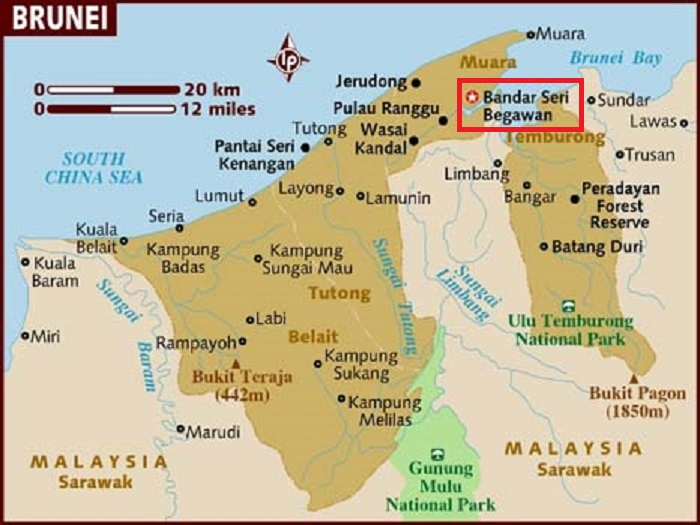 BRUNEI
Muara
Muara
Brunei Bay
0 20 km
0 12 miles
LP
Jerudong
Bandar Seri
Begawan
Sundar
Pulau Ranggu
Lawas
Tutong
Wasai
Kandal
Temburong
SOUTH
CHINA SEA
Pantai Seri
Kenangan
Trusan
Limbang
Layong
Lamunin
Bangar
Peradayan
Forest
Reserve
Lumut
Seria
Kuala
Belait
Kampung
Badas
Kampung
Sungai Mau
Batang Duri
Kuala
Baram
Sungai
Baram
Sungai Tutong
Sungai
Limbang
Tutong
Ulu Temburong
National Park
Miri
Labi
Rampayoh
Belait
Kampung
Sukang
Bukit Teraja
(442m)
Bukit Pagon
(1850m)
Kampung
Melilas
Marudi
MALAYSIA
Sarawak
Gunung
Mulu
National Park
MALAYSIA
Sarawak